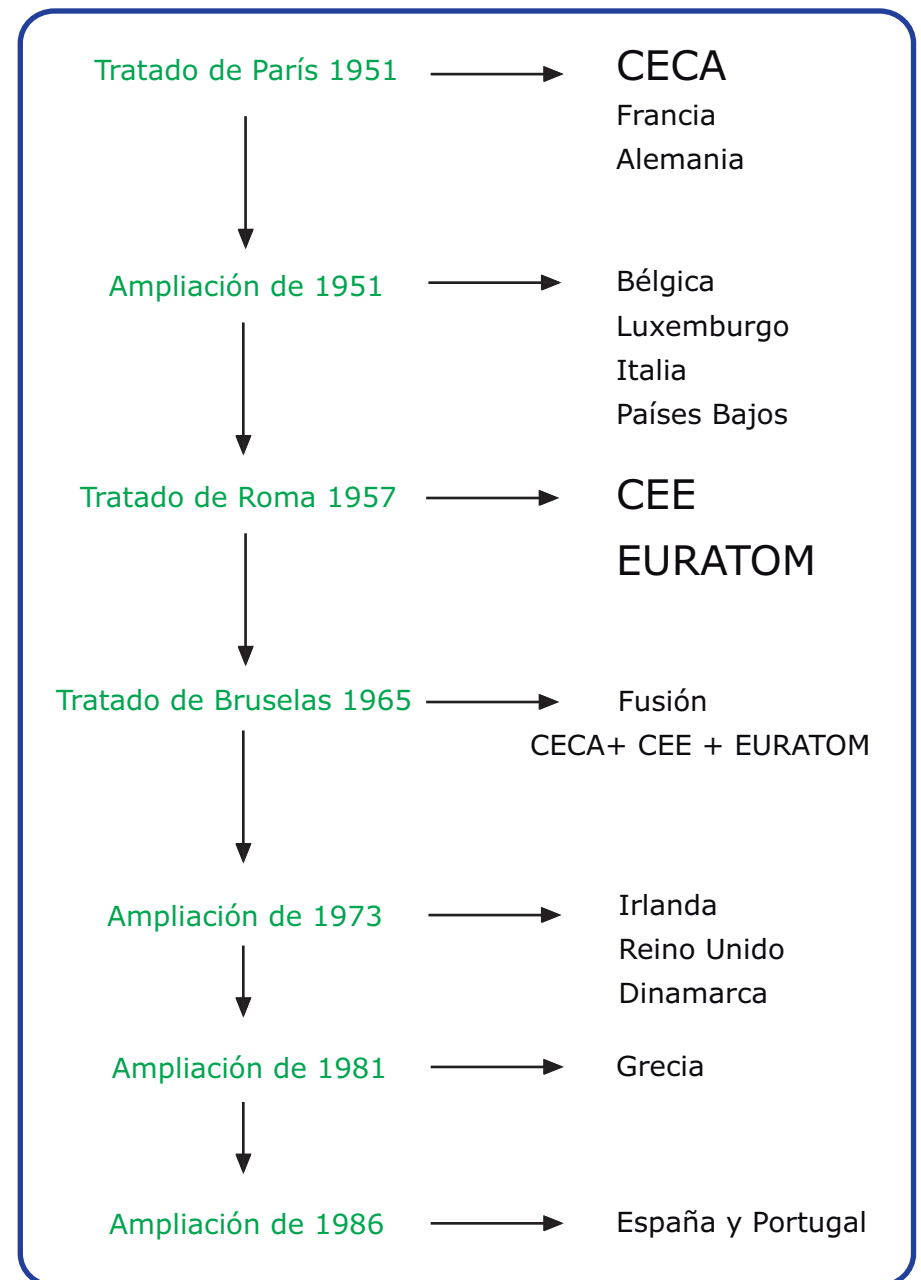 Tratado de París 1951
CECA
Francia
Alemania
Ampliación de 1951
Bélgica
Luxemburgo
Italia
Países Bajos
Tratado de Roma 1957
CEE
EURATOM
Tratado de Bruselas 1965
Fusión
CECA+ CEE + EURATOM
Ampliación de 1973
Irlanda
Reino Unido
Dinamarca
Ampliación de 1981
Grecia
Ampliación de 1986
España y Portugal